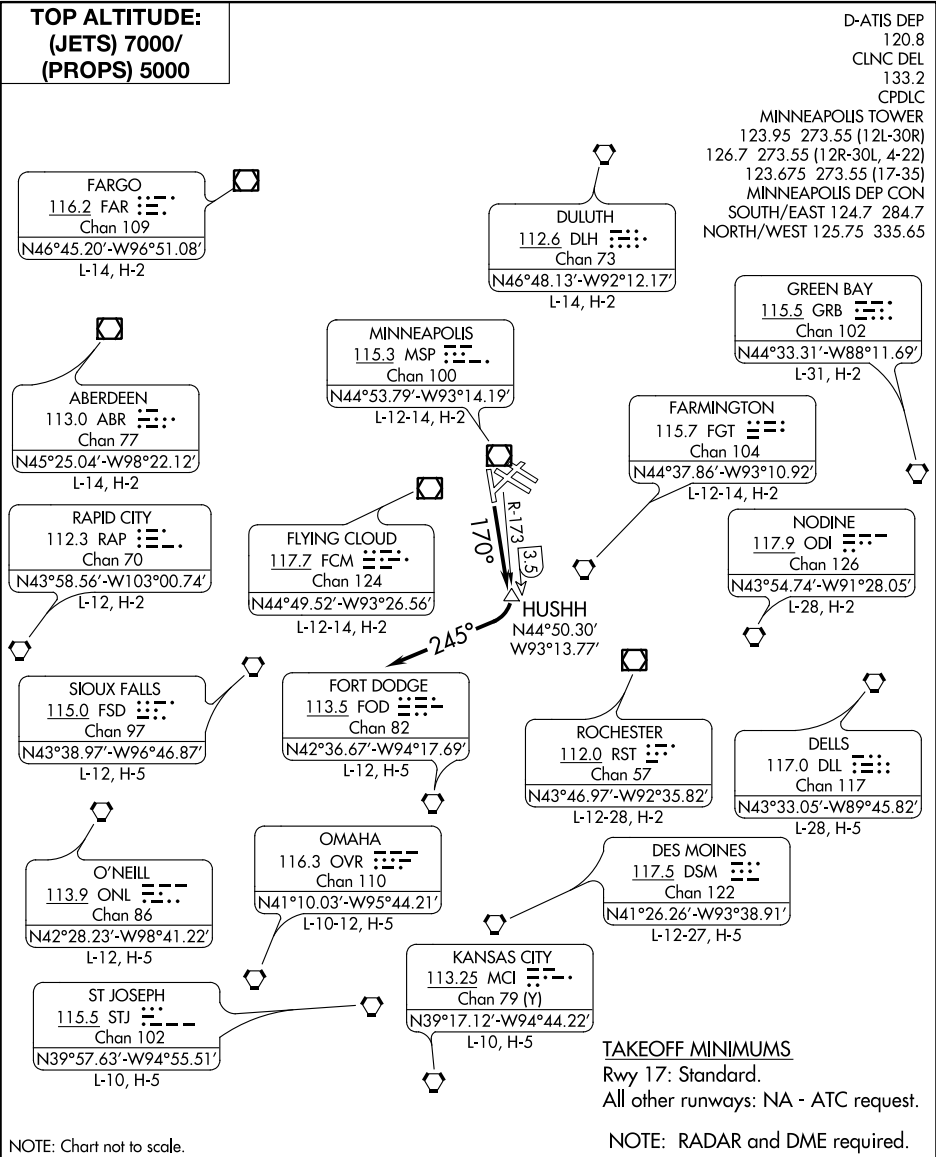 TOP ALTITUDE:
(JETS) 7000/
(PROPS) 5000
D-ATIS DEP
120.8
CLNC DEL
133.2
CPDLC
MINNEAPOLIS TOWER
123.95 273.55 (12L-30R)
126.7 273.55 (12R-30L, 4-22)
123.675 273.55 (17-35)
MINNEAPOLIS DEP CON
SOUTH/EAST 124.7 284.7
NORTH/WEST 125.75 335.65
FARGO
116.2 FAR
Chan 109
N46°45.20′-W96°51.08′
L-14, H-2
DULUTH
112.6 DLH
Chan 73
N46°48.13′-W92°12.17′
L-14, H-2
GREEN BAY
115.5 GRB
Chan 102
N44°33.31′-W88°11.69′
L-31, H-2
MINNEAPOLIS
115.3 MSP
Chan 100
N44°53.79′-W93°14.19′
L-12-14, H-2
ABERDEEN
113.0 ABR
Chan 77
N45°25.04′-W98°22.12′
L-14, H-2
FARMINGTON
115.7 FGT
Chan 104
N44°37.86′-W93°10.92′
L-12-14, H-2
RAPID CITY
112.3 RAP
Chan 70
N43°58.56′-W103°00.74′
L-12, H-2
FLYING CLOUD
117.7 FCM
Chan 124
N44°49.52′-W93°26.56′
L-12-14, H-2
R-173
3.5
170°
NODINE
117.9 ODI
Chan 126
N43°54.74′-W91°28.05′
L-28, H-2
HUSHH
N44°50.30′
W93°13.77′
245°
SIOUX FALLS
115.0 FSD
Chan 97
N43°38.97′-W96°46.87′
L-12, H-5
FORT DODGE
113.5 FOD
Chan 82
N42°36.67′-W94°17.69′
L-12, H-5
ROCHESTER
112.0 RST
Chan 57
N43°46.97′-W92°35.82′
L-12-28, H-2
DELLS
117.0 DLL
Chan 117
N43°33.05′-W89°45.82′
L-28, H-5
O'NEILL
113.9 ONL
Chan 86
N42°28.23′-W98°41.22′
L-12, H-5
OMAHA
116.3 OVR
Chan 110
N41°10.03′-W95°44.21′
L-10-12, H-5
DES MOINES
117.5 DSM
Chan 122
N41°26.26′-W93°38.91′
L-12-27, H-5
KANSAS CITY
113.25 MCI
Chan 79 (Y)
N39°17.12′-W94°44.22′
L-10, H-5
ST JOSEPH
115.5 STJ
Chan 102
N39°57.63′-W94°55.51′
L-10, H-5
TAKEOFF MINIMUMS
Rwy 17: Standard.
All other runways: NA - ATC request.
NOTE: Chart not to scale.
NOTE: RADAR and DME required.